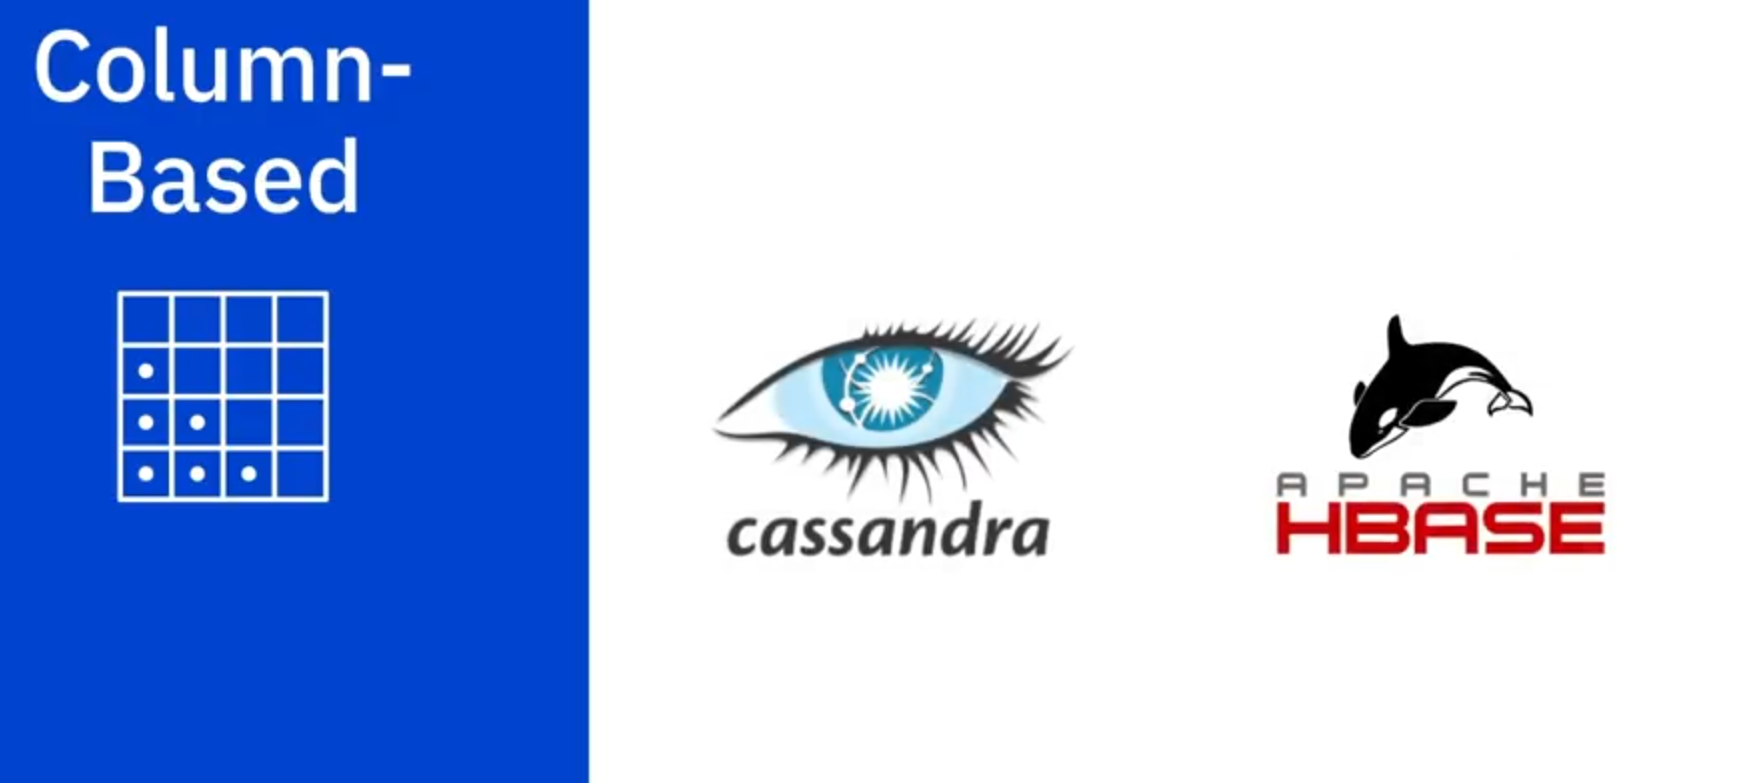 Column-
Based
cassandra
APACHE
HBASE